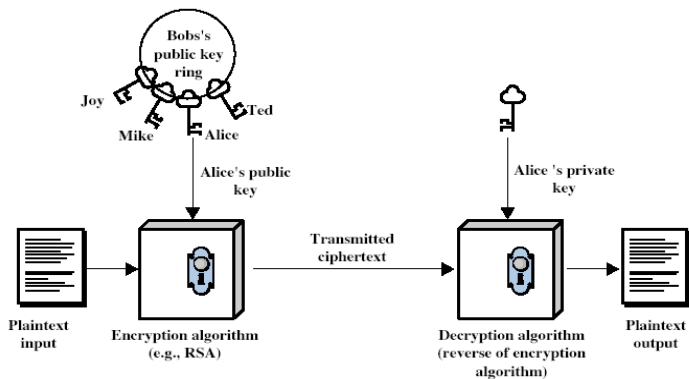 Bobs's
public key
ring
Joy
Ted
Mike
Alice
Alice's public
key
Alice 's private
key
Transmitted
ciphertext
Plaintext
input
Encryption algorithm
(e.g., RSA)
Decryption algorithm
(reverse of encryption
algorithm)
Plaintext
output